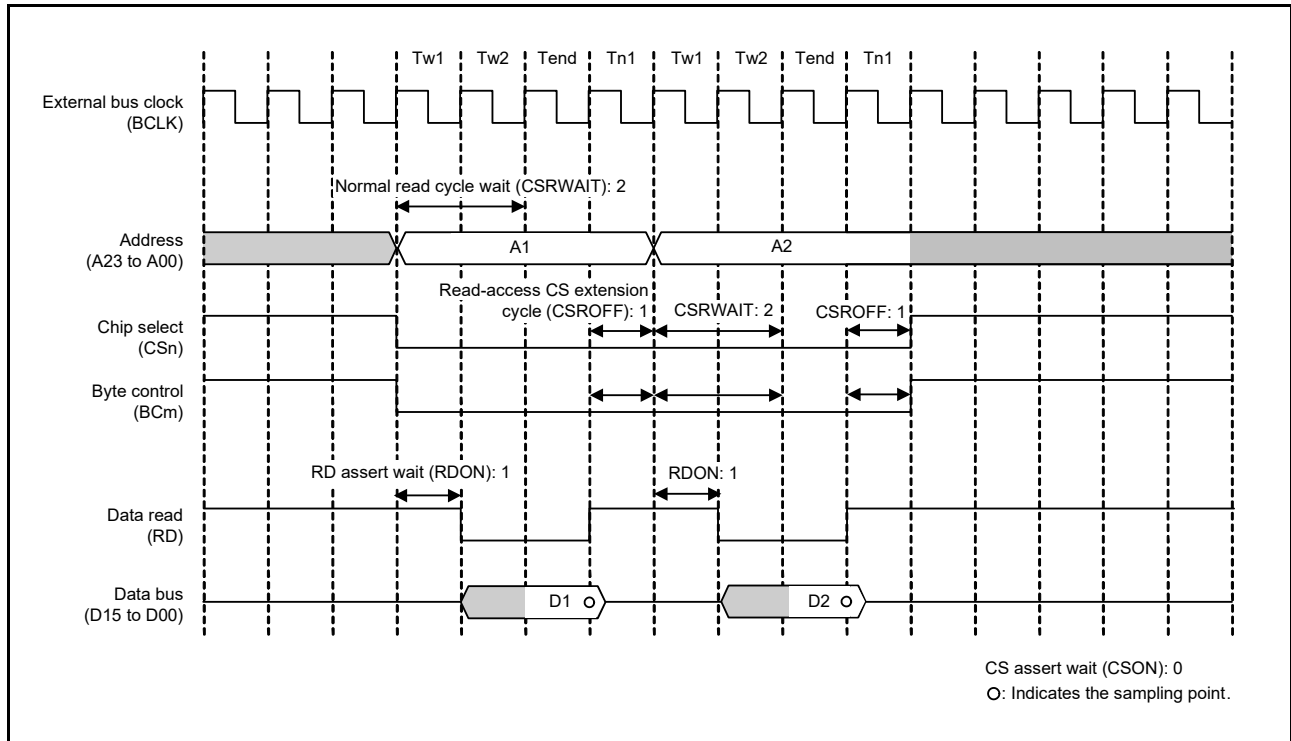 Tw1 Tw2 Tend Tn1 Tw1 Tw2 Tend Tn1
External bus clock
(BCLK)
Normal read cycle wait (CSRWAIT): 2
Address
(A23 to A00)
A1 A2
Read-access CS extension
cycle (CSROFF): 1 CSRWAIT: 2 CSROFF: 1
Chip select
(CSn)
Byte control
(BCm)
RD assert wait (RDON): 1 RDON: 1
Data read
(RD)
Data bus
(D15 to D00)
D1 D2
CS assert wait (CSON): 0
: Indicates the sampling point.